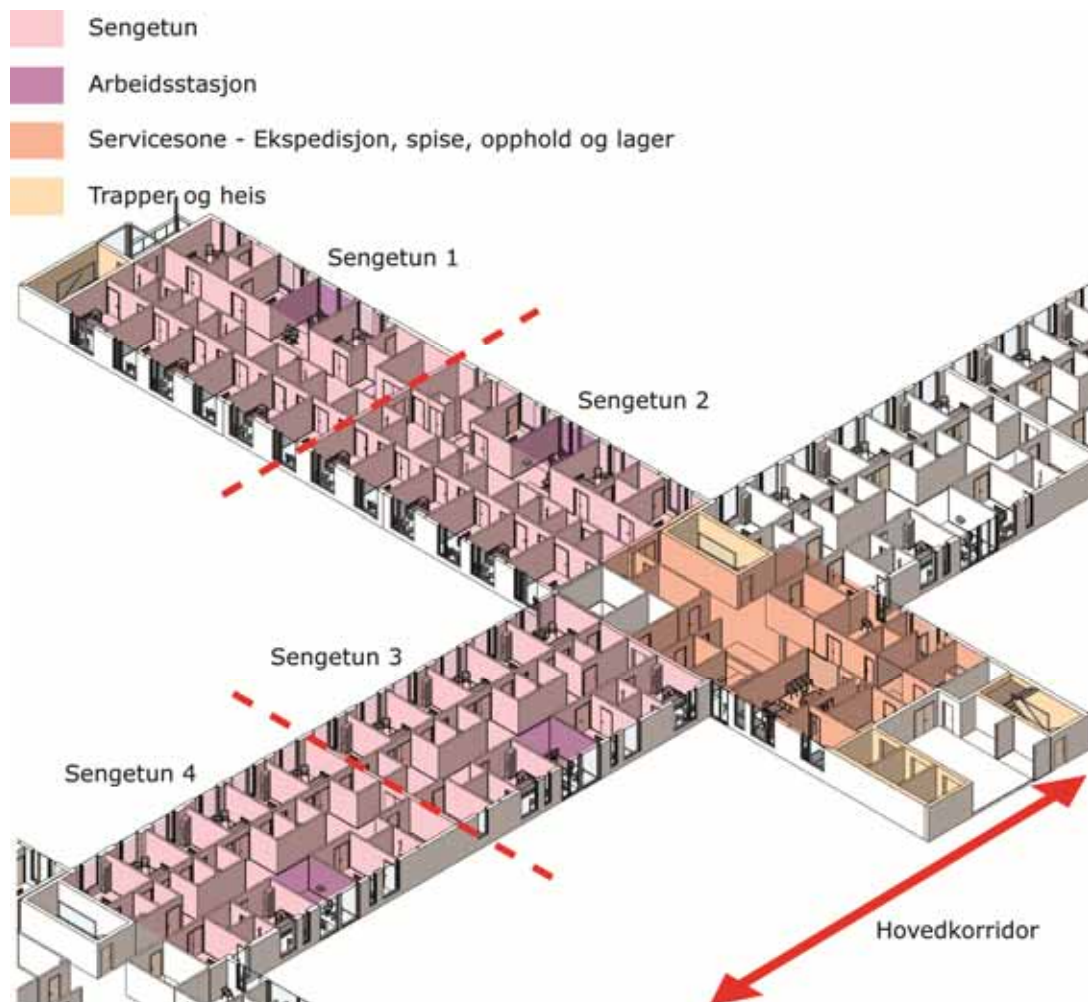 Sengetun
Arbeidsstasjon
Servicesone - Ekspedisjon, spise, opphold og lager
Trapper og heis
Sengetun 1
Sengetun 2
Sengetun 3
Sengetun 4
Hovedkorridor